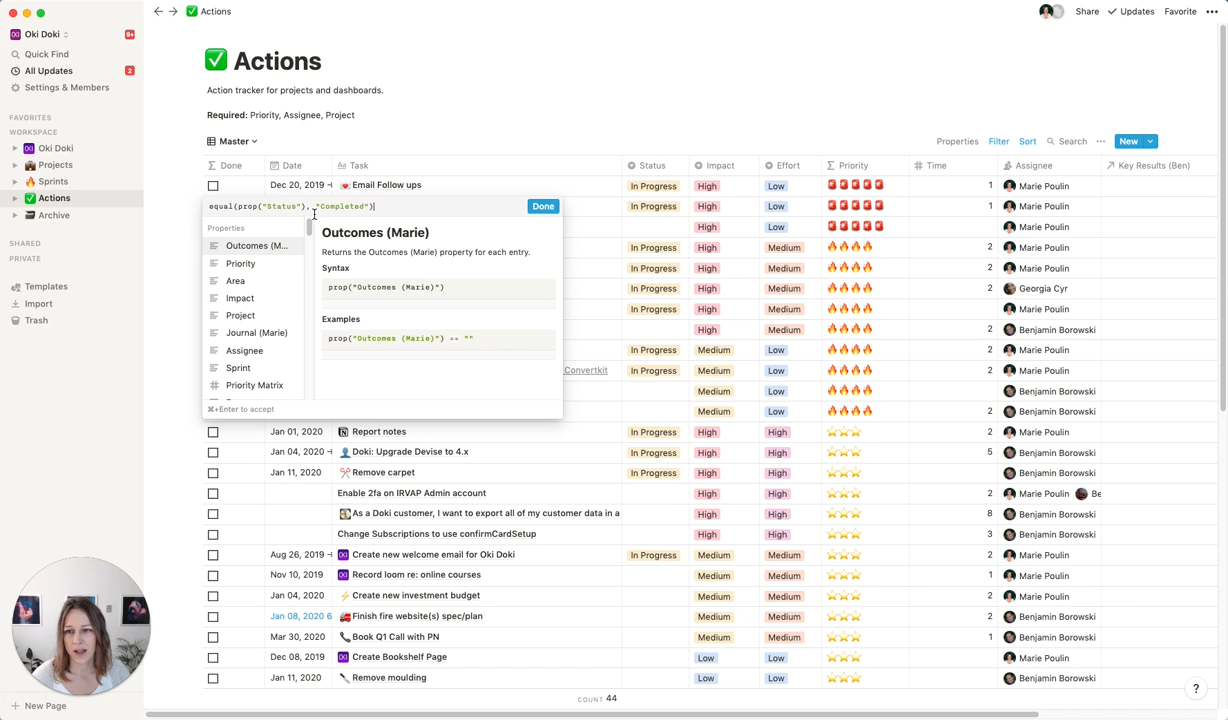 Actions
Share
Updates
Favorite
Oki Doki
9+
Quick Find
All Updates
2
Settings & Members
FAVORITES
WORKSPACE
Oki Doki
Projects
Sprints
Actions
Archive
SHARED
PRIVATE
Templates
Import
Trash
New Page
Actions
Action tracker for projects and dashboards.
Required: Priority, Assignee, Project
Master
Properties
Filter
Sort
Search
New
Done Date Task Status Impact Effort Priority Time Assignee Key Results (Ben)
Dec 20, 2019 Email Follow ups In Progress High Low 1 Marie Poulin
equal(prop("Status"), "Completed")
Done
In Progress High Low 1 Marie Poulin
Properties
Outcomes (M...
Priority
Area
Impact
Project
Journal (Marie)
Assignee
Sprint
Priority Matrix
⌘+Enter to accept
Outcomes (Marie)
Returns the Outcomes (Marie) property for each entry.
Syntax
prop("Outcomes (Marie)")
Examples
prop("Outcomes (Marie)") == ""
High Low Marie Poulin
In Progress High Medium 2 Marie Poulin
In Progress High Medium 2 Marie Poulin
In Progress High Medium 2 Georgia Cyr
In Progress High Medium Marie Poulin
High Medium 2 Benjamin Borowski
In Progress Medium Low 2 Marie Poulin
Convertkit In Progress Medium Low 2 Marie Poulin
Medium Low Benjamin Borowski
Medium Low 2 Benjamin Borowski
Jan 01, 2020 Report notes In Progress High High 2 Marie Poulin
Jan 04, 2020 Doki: Upgrade Devise to 4.x In Progress High High 5 Benjamin Borowski
Jan 11, 2020 Remove carpet In Progress High High Benjamin Borowski
Enable 2fa on IRVAP Admin account High High 2 Marie Poulin Be
As a Doki customer, I want to export all of my customer data in a High High 8 Benjamin Borowski
Change Subscriptions to use confirmCardSetup High High 3 Benjamin Borowski
Aug 26, 2019 Create new welcome email for Oki Doki In Progress Medium Medium 2 Marie Poulin
Nov 10, 2019 Record loom re: online courses Medium Medium 1 Marie Poulin
Jan 04, 2020 Create new investment budget Medium Medium 2 Marie Poulin
Jan 08, 2020 6 Finish fire website(s) spec/plan Medium Medium 2 Benjamin Borowski
Mar 30, 2020 Book Q1 Call with PN Medium Medium 1 Benjamin Borowski
Dec 08, 2019 Create Bookshelf Page Low Low Marie Poulin
Jan 11, 2020 Remove moulding Low Low Benjamin Borowski
COUNT 44
?